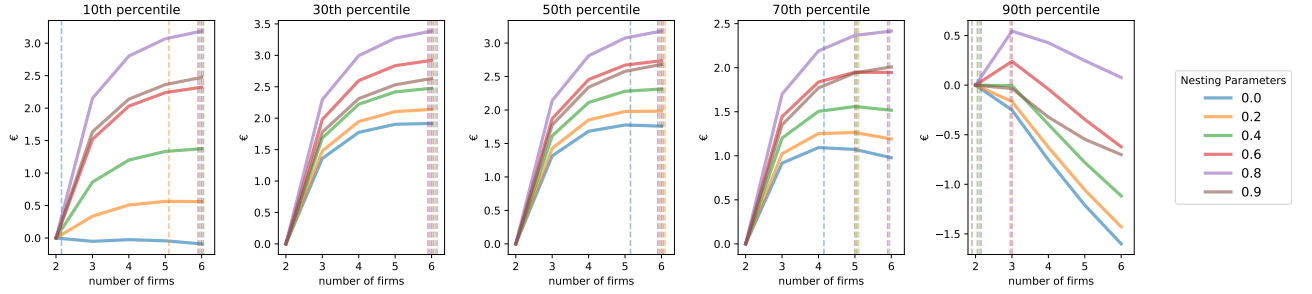 10th percentile
€
3.0
2.5
2.0
1.5
1.0
0.5
0.0
2 3 4 5 6
number of firms
30th percentile
€
3.5
3.0
2.5
2.0
1.5
1.0
0.5
0.0
2 3 4 5 6
number of firms
50th percentile
€
3.0
2.5
2.0
1.5
1.0
0.5
0.0
2 3 4 5 6
number of firms
70th percentile
€
2.5
2.0
1.5
1.0
0.5
0.0
2 3 4 5 6
number of firms
90th percentile
€
0.5
0.0
−0.5
−1.0
−1.5
2 3 4 5 6
number of firms
Nesting Parameters
0.0
0.2
0.4
0.6
0.8
0.9